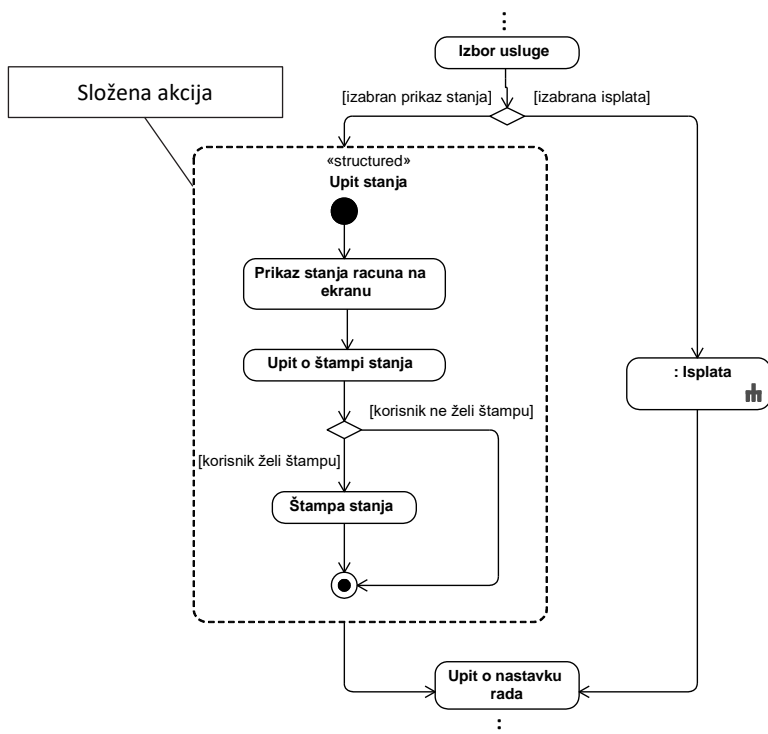 Izbor usluge
Složena akcija
[izabran prikaz stanja]
[izabrana isplata]
«structured»
Upit stanja
Prikaz stanja racuna na
ekranu
Upit o štampi stanja
: Isplata
[korisnik ne želi štampu]
[korisnik želi štampu]
Štampa stanja
Upit o nastavku
rada